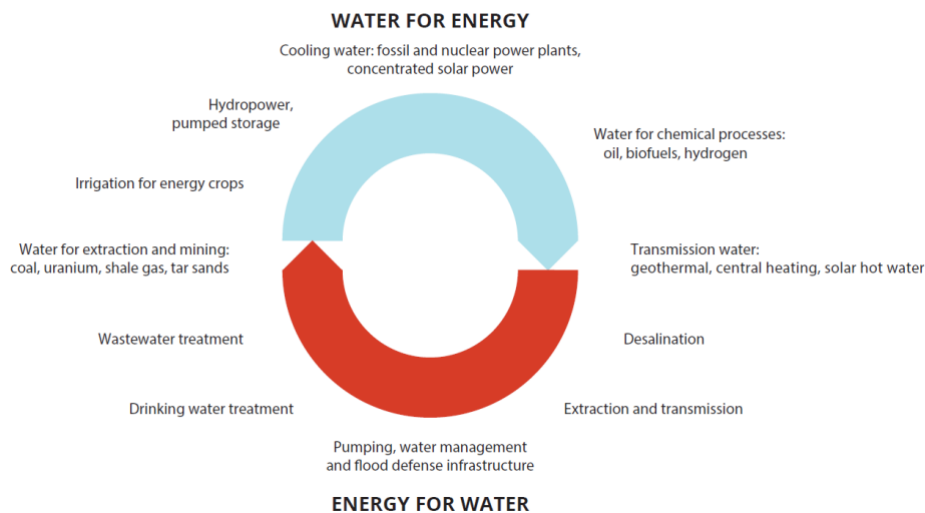 WATER FOR ENERGY
Cooling water: fossil and nuclear power plants,
concentrated solar power
Hydropower,
pumped storage
Water for chemical processes:
oil, biofuels, hydrogen
Irrigation for energy crops
Water for extraction and mining:
coal, uranium, shale gas, tar sands
Transmission water:
geothermal, central heating, solar hot water
Wastewater treatment
Desalination
Drinking water treatment
Extraction and transmission
Pumping, water management
and flood defense infrastructure
ENERGY FOR WATER